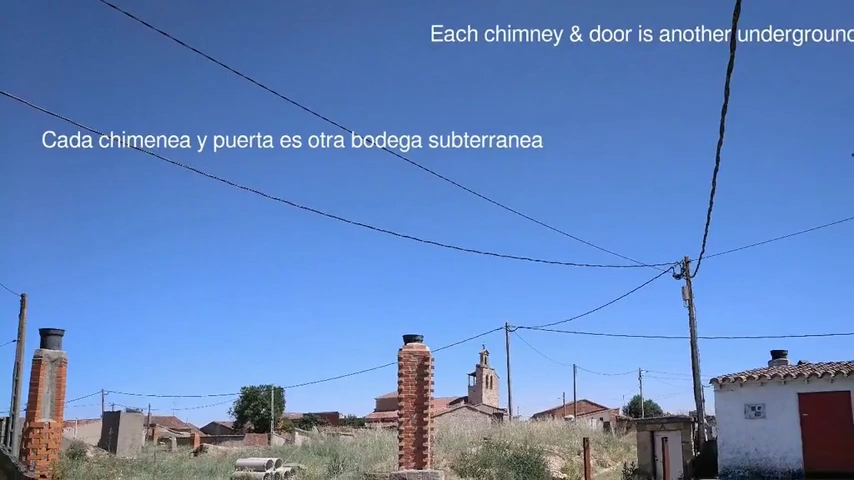 Each chimney & door is another underground
Cada chimenea y puerta es otra bodega subterranea